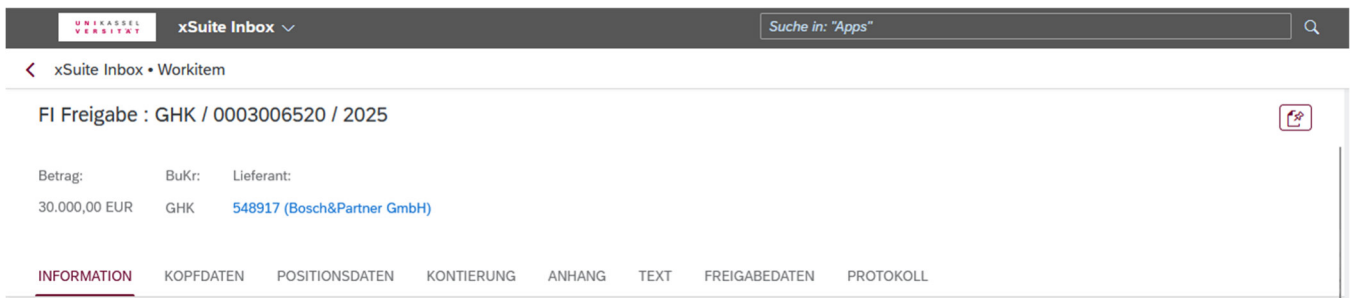 UNIKASSEL
VERSITÄT
xSuite Inbox
Suche in: "Apps"
xSuite Inbox • Workitem
FI Freigabe : GHK / 0003006520 / 2025
Betrag: BuKr: Lieferant:
30.000,00 EUR GHK 548917 (Bosch&Partner GmbH)
INFORMATION KOPFDATEN POSITIONSDATEN KONTIERUNG ANHANG TEXT FREIGABEDATEN PROTOKOLL